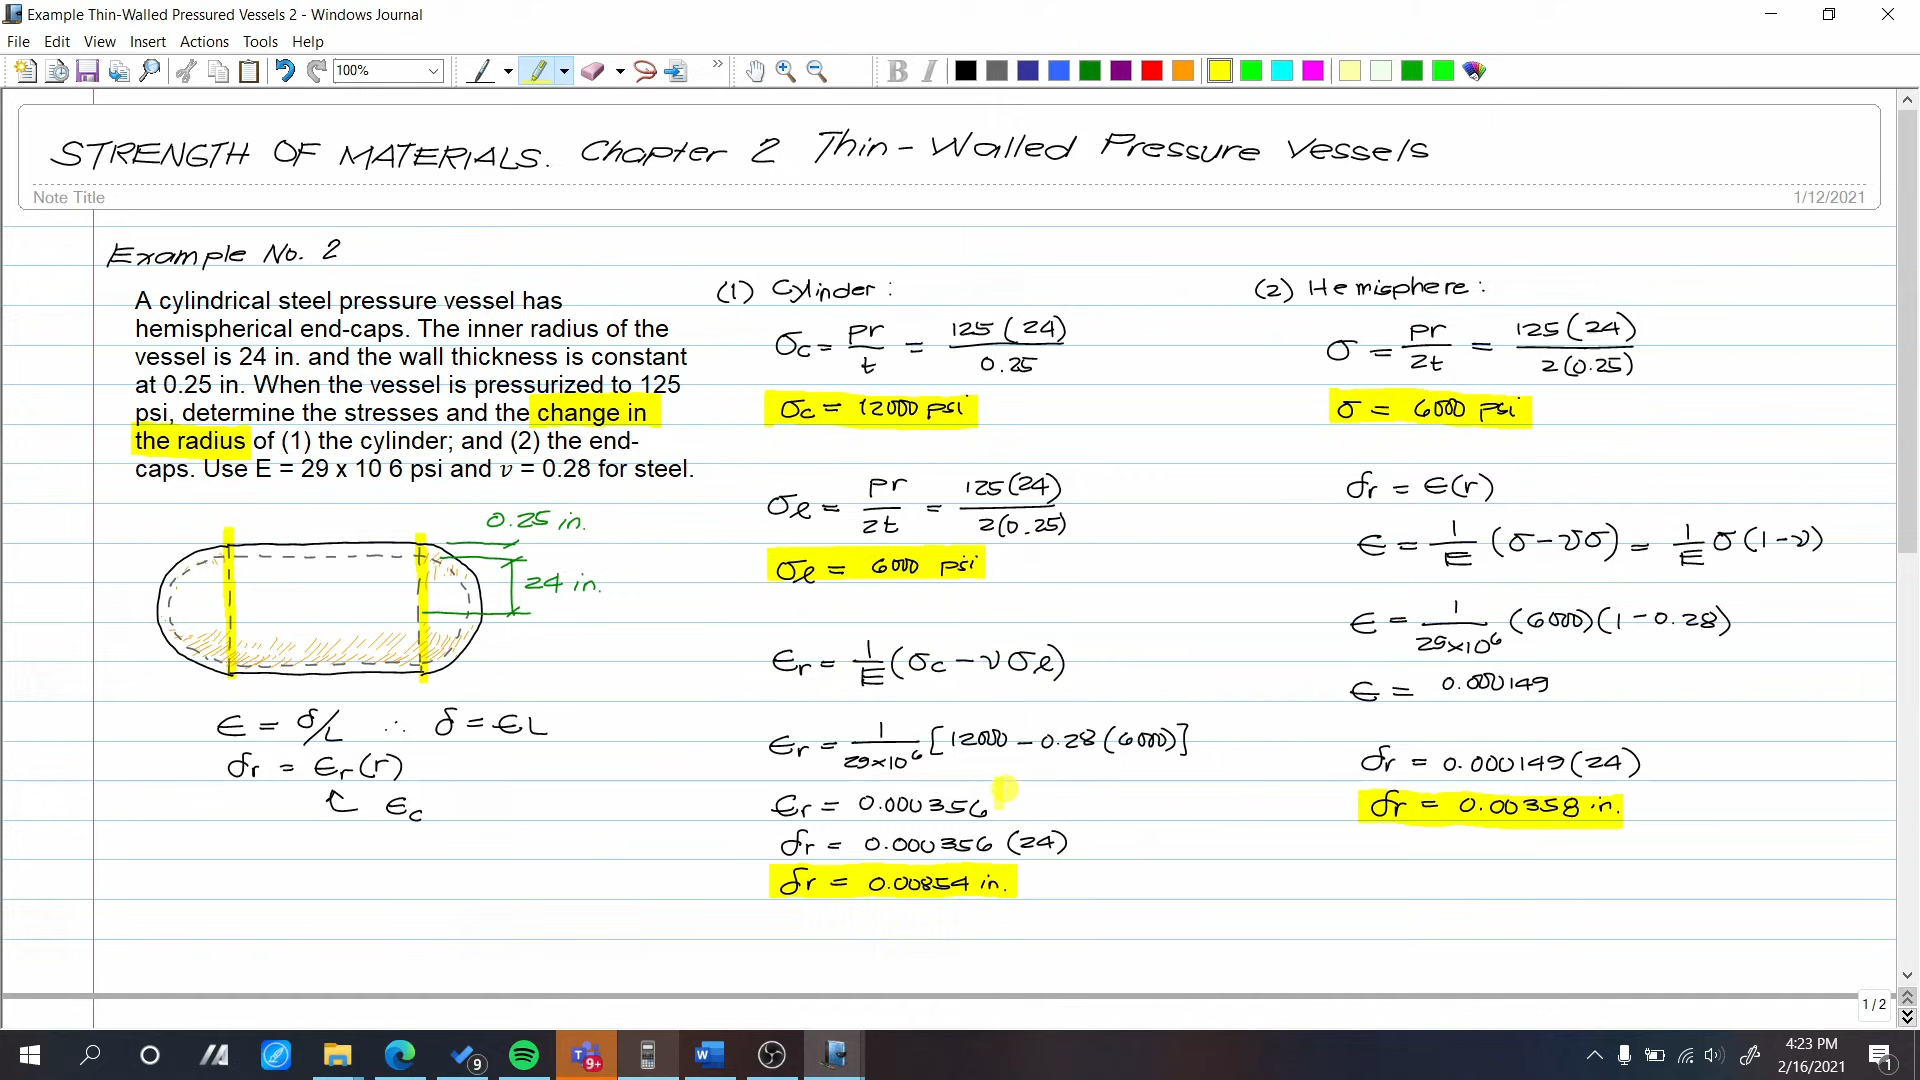 Example Thin-Walled Pressured Vessels 2 - Windows Journal
File Edit View Insert Actions Tools Help
100%
STRENGTH OF MATERIALS. Chapter 2 Thin-Walled Pressure Vessels
Note Title
1/12/2021
Example No. 2
A cylindrical steel pressure vessel has
hemispherical end-caps. The inner radius of the
vessel is 24 in. and the wall thickness is constant
at 0.25 in. When the vessel is pressurized to 125
psi, determine the stresses and the change in
the radius of (1) the cylinder; and (2) the end-
caps. Use E = 29 x 10 6 psi and ν = 0.28 for steel.
0.25 in.
24 in.
ϵ = δ/L ∴ δ = ϵL
δr = ϵr(r)
ϵc
(1) Cylinder :
σc = pr/t = 125(24)/0.25
σc = 12000 psi
σℓ = pr/2t = 125(24)/2(0.25)
σℓ = 6000 psi
ϵr = 1/E (σc - νσℓ)
ϵr = 1/29x10⁶ [12000 - 0.28(6000)]
ϵr = 0.000356
δr = 0.000356 (24)
δr = 0.00854 in.
(2) Hemisphere :
σ = pr/2t = 125(24)/2(0.25)
σ = 6000 psi
δr = ϵ(r)
ϵ = 1/E (σ - νσ) = 1/E σ(1-ν)
ϵ = 1/29x10⁶ (6000)(1 - 0.28)
ϵ = 0.000149
δr = 0.000149(24)
δr = 0.00358 in.
1 / 2
9
9+
4:23 PM
2/16/2021
1